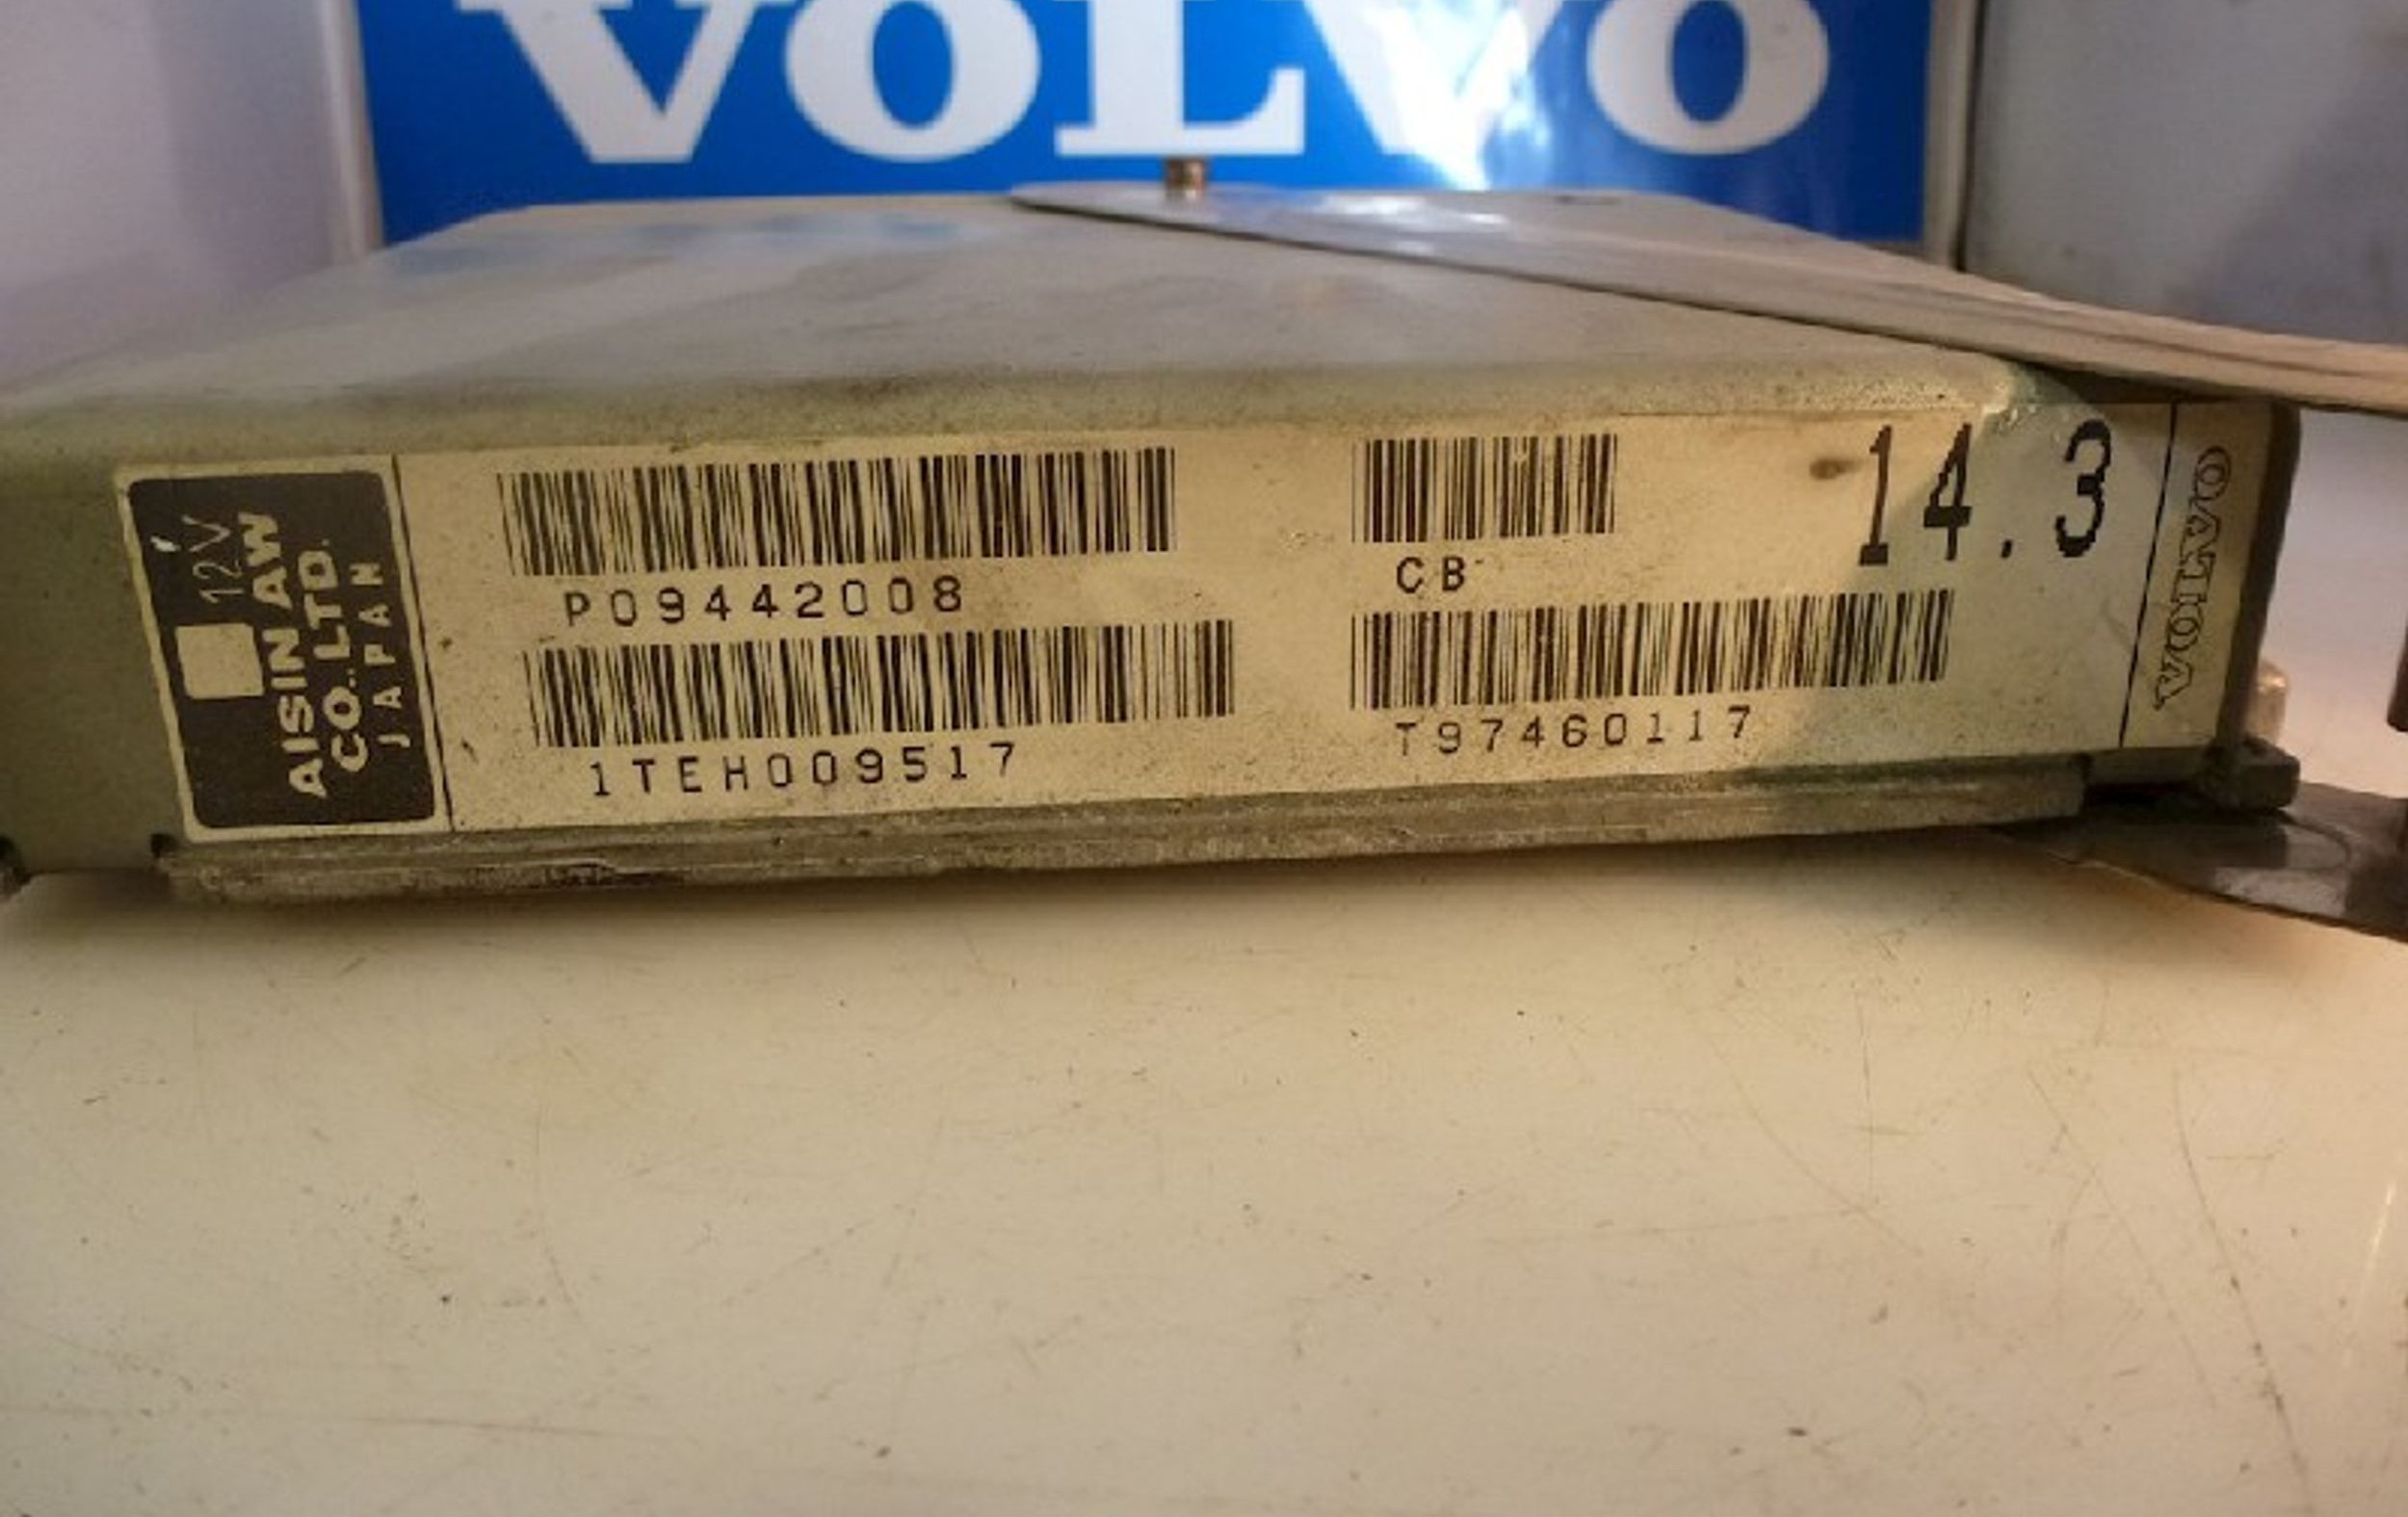 VOLVO
12V
AISIN AW
CO., LTD.
JAPAN
P09442008
1TEH009517
CB
T97460117
14.3
VOLVO